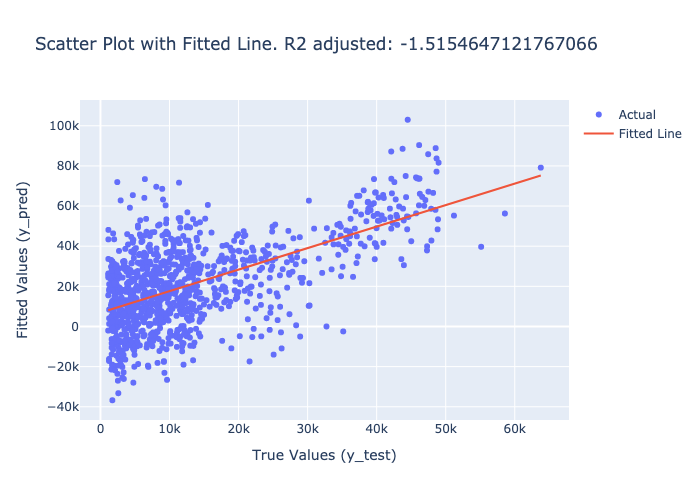 Scatter Plot with Fitted Line. R2 adjusted: -1.5154647121767066
Actual
Fitted Line
100k
80k
60k
40k
20k
0
−20k
−40k
Fitted Values (y_pred)
0
10k
20k
30k
40k
50k
60k
True Values (y_test)